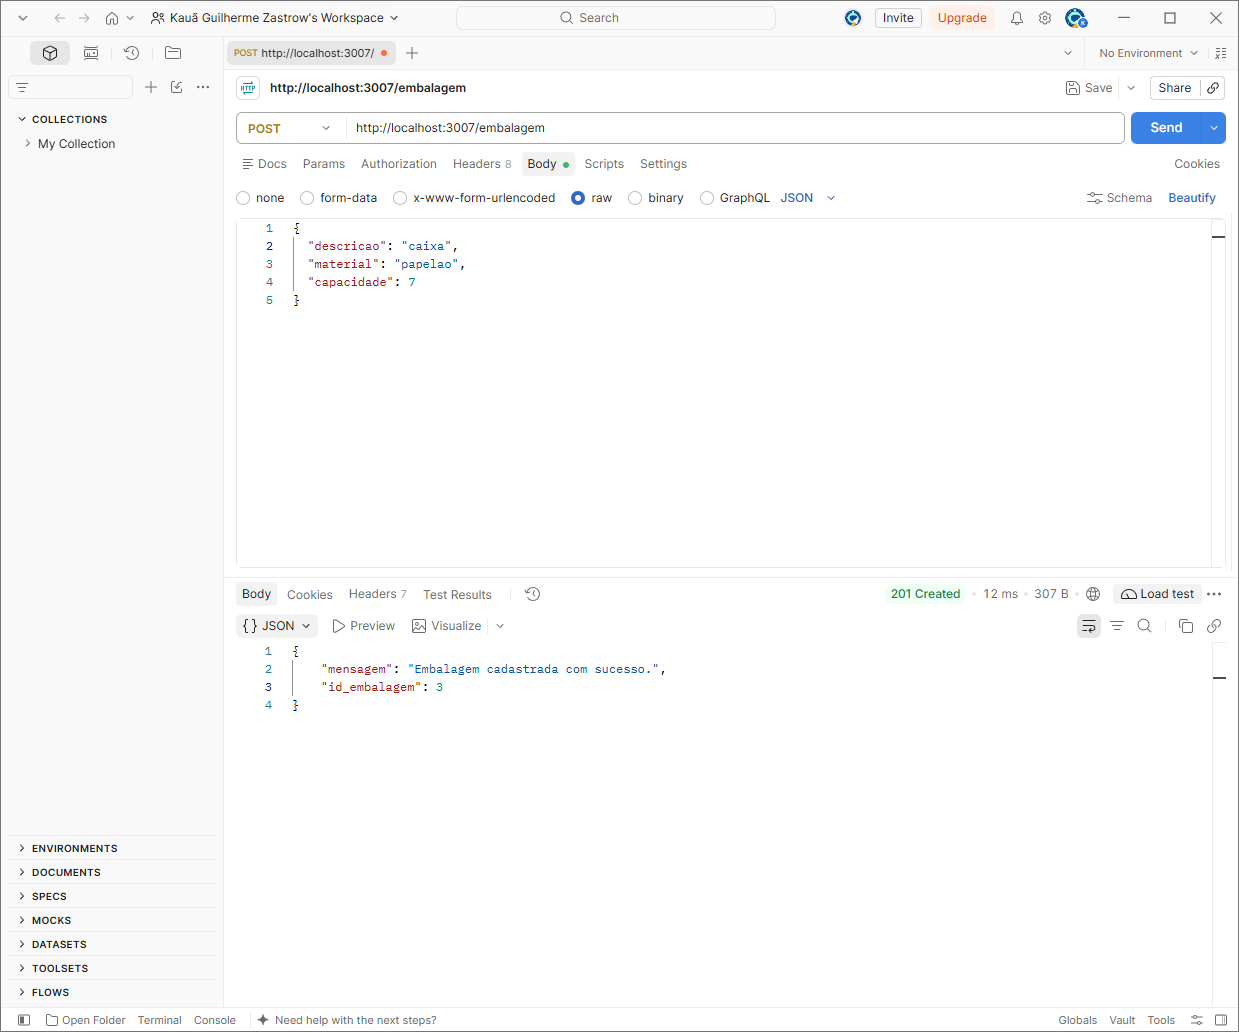 Kauã Guilherme Zastrow's Workspace
Search
Invite
Upgrade
K
POST http://localhost:3007/
No Environment
HTTP
http://localhost:3007/embalagem
Save
Share
COLLECTIONS
My Collection
POST
http://localhost:3007/embalagem
Send
Docs
Params
Authorization
Headers 8
Body
Scripts
Settings
Cookies
none
form-data
x-www-form-urlencoded
raw
binary
GraphQL
JSON
Schema
Beautify
1 {
2 "descricao": "caixa",
3 "material": "papelao",
4 "capacidade": 7
5 }
Body
Cookies
Headers 7
Test Results
201 Created
12 ms
307 B
Load test
{} JSON
Preview
Visualize
1 {
2 "mensagem": "Embalagem cadastrada com sucesso.",
3 "id_embalagem": 3
4 }
ENVIRONMENTS
DOCUMENTS
SPECS
MOCKS
DATASETS
TOOLSETS
FLOWS
Open Folder
Terminal
Console
Need help with the next steps?
Globals
Vault
Tools